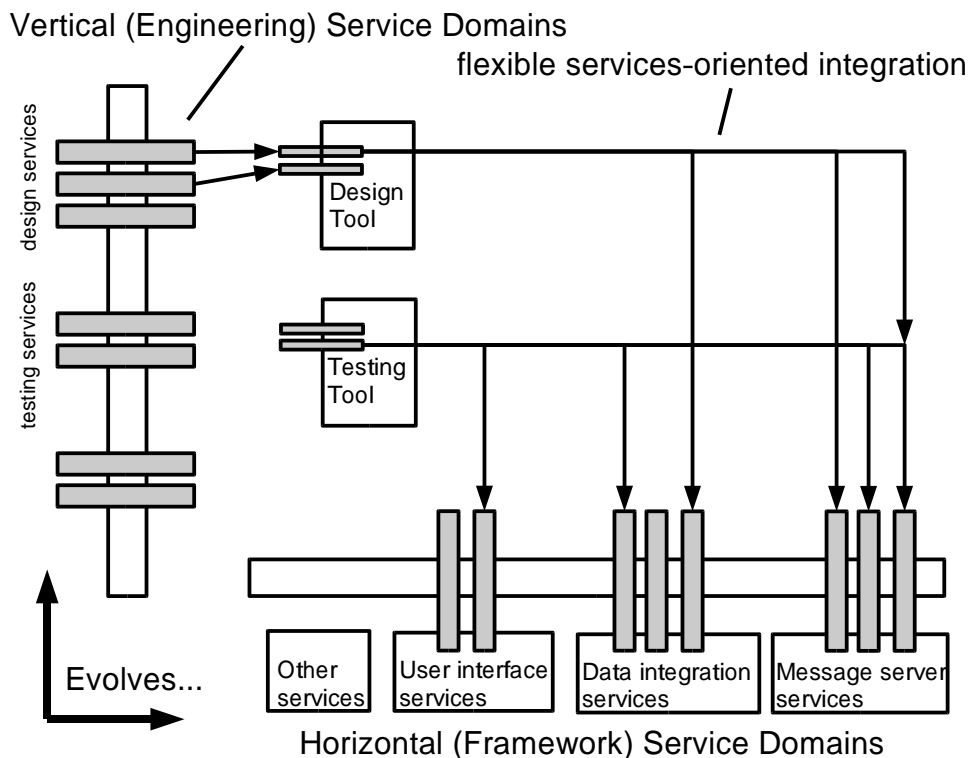 Vertical (Engineering) Service Domains
flexible services-oriented integration
design services
testing services
Design
Tool
Testing
Tool
Evolves...
Other
services
User interface
services
Data integration
services
Message server
services
Horizontal (Framework) Service Domains